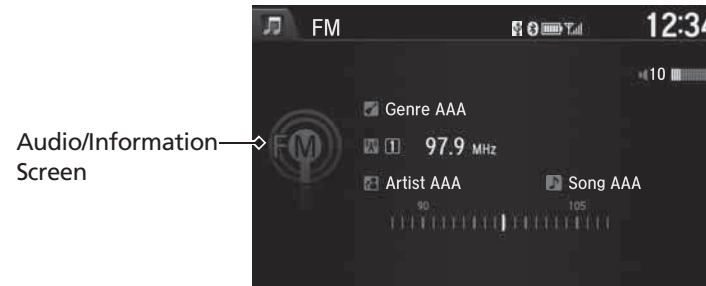 FM 12:34
10
Genre AAA
Audio/Information
FM 1 97.9 MHz
Screen
Artist AAA Song AAA
90 105